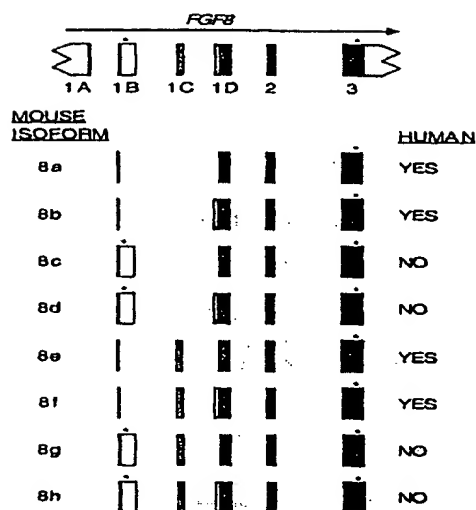 FGF8
1A 1B 1C 1D 2 3
MOUSE
ISOFORM HUMAN
8a YES
8b YES
8c NO
8d NO
8e YES
8f YES
8g NO
8h NO